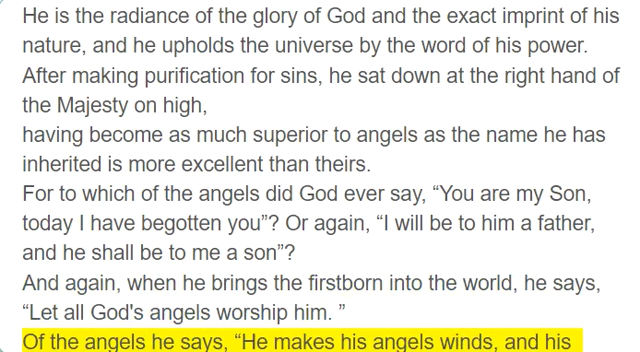 He is the radiance of the glory of God and the exact imprint of his
nature, and he upholds the universe by the word of his power.
After making purification for sins, he sat down at the right hand of
the Majesty on high,
having become as much superior to angels as the name he has
inherited is more excellent than theirs.
For to which of the angels did God ever say, “You are my Son,
today I have begotten you”? Or again, “I will be to him a father,
and he shall be to me a son”?
And again, when he brings the firstborn into the world, he says,
“Let all God's angels worship him. ”
Of the angels he says, “He makes his angels winds, and his